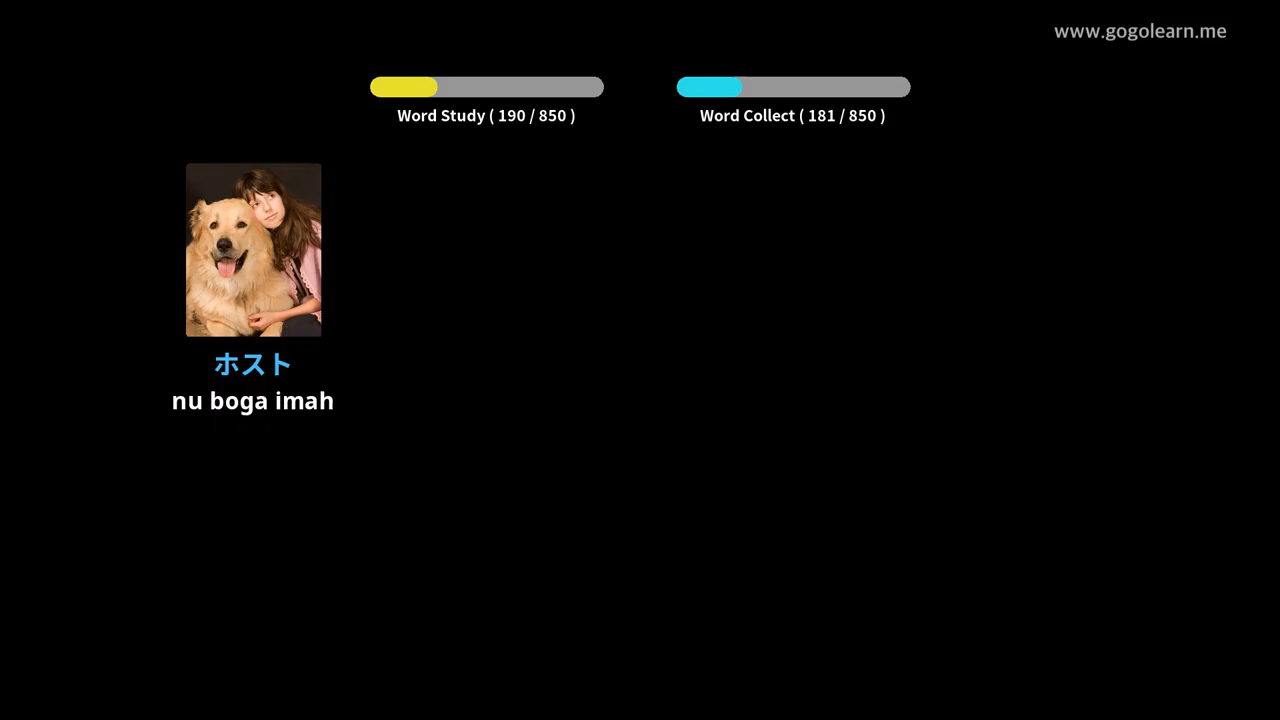 www.gogolearn.me
Word Study ( 190 / 850 )
Word Collect ( 181 / 850 )
ホスト
nu boga imah